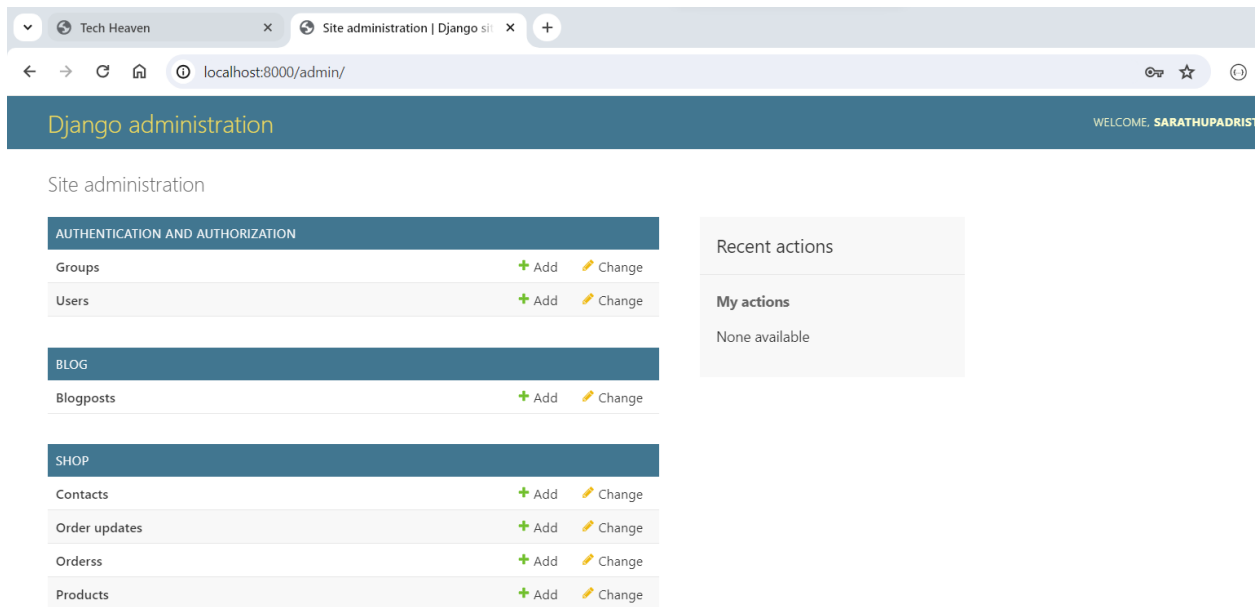 Tech Heaven
Site administration | Django sit
localhost:8000/admin/
Django administration
WELCOME, SARATHUPADRIST
Site administration
AUTHENTICATION AND AUTHORIZATION
Groups Add Change
Users Add Change
BLOG
Blogposts Add Change
SHOP
Contacts Add Change
Order updates Add Change
Orderss Add Change
Products Add Change
Recent actions
My actions
None available